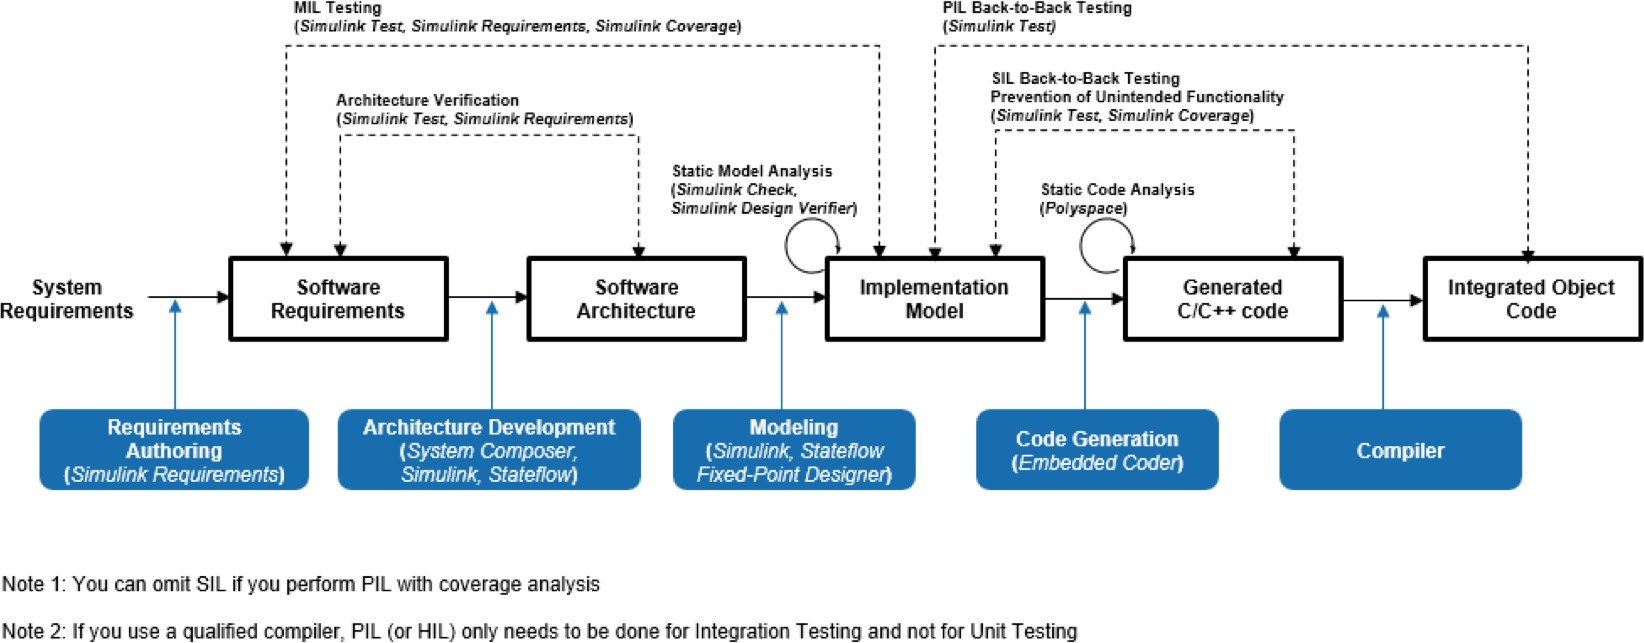 MIL Testing
(Simulink Test, Simulink Requirements, Simulink Coverage)
PIL Back-to-Back Testing
(Simulink Test)
Architecture Verification
(Simulink Test, Simulink Requirements)
SIL Back-to-Back Testing
Prevention of Unintended Functionality
(Simulink Test, Simulink Coverage)
Static Model Analysis
(Simulink Check,
Simulink Design Verifier)
Static Code Analysis
(Polyspace)
System
Requirements
Software
Requirements
Software
Architecture
Implementation
Model
Generated
C/C++ code
Integrated Object
Code
Requirements
Authoring
(Simulink Requirements)
Architecture Development
(System Composer,
Simulink, Stateflow)
Modeling
(Simulink, Stateflow
Fixed-Point Designer)
Code Generation
(Embedded Coder)
Compiler
Note 1: You can omit SIL if you perform PIL with coverage analysis
Note 2: If you use a qualified compiler, PIL (or HIL) only needs to be done for Integration Testing and not for Unit Testing